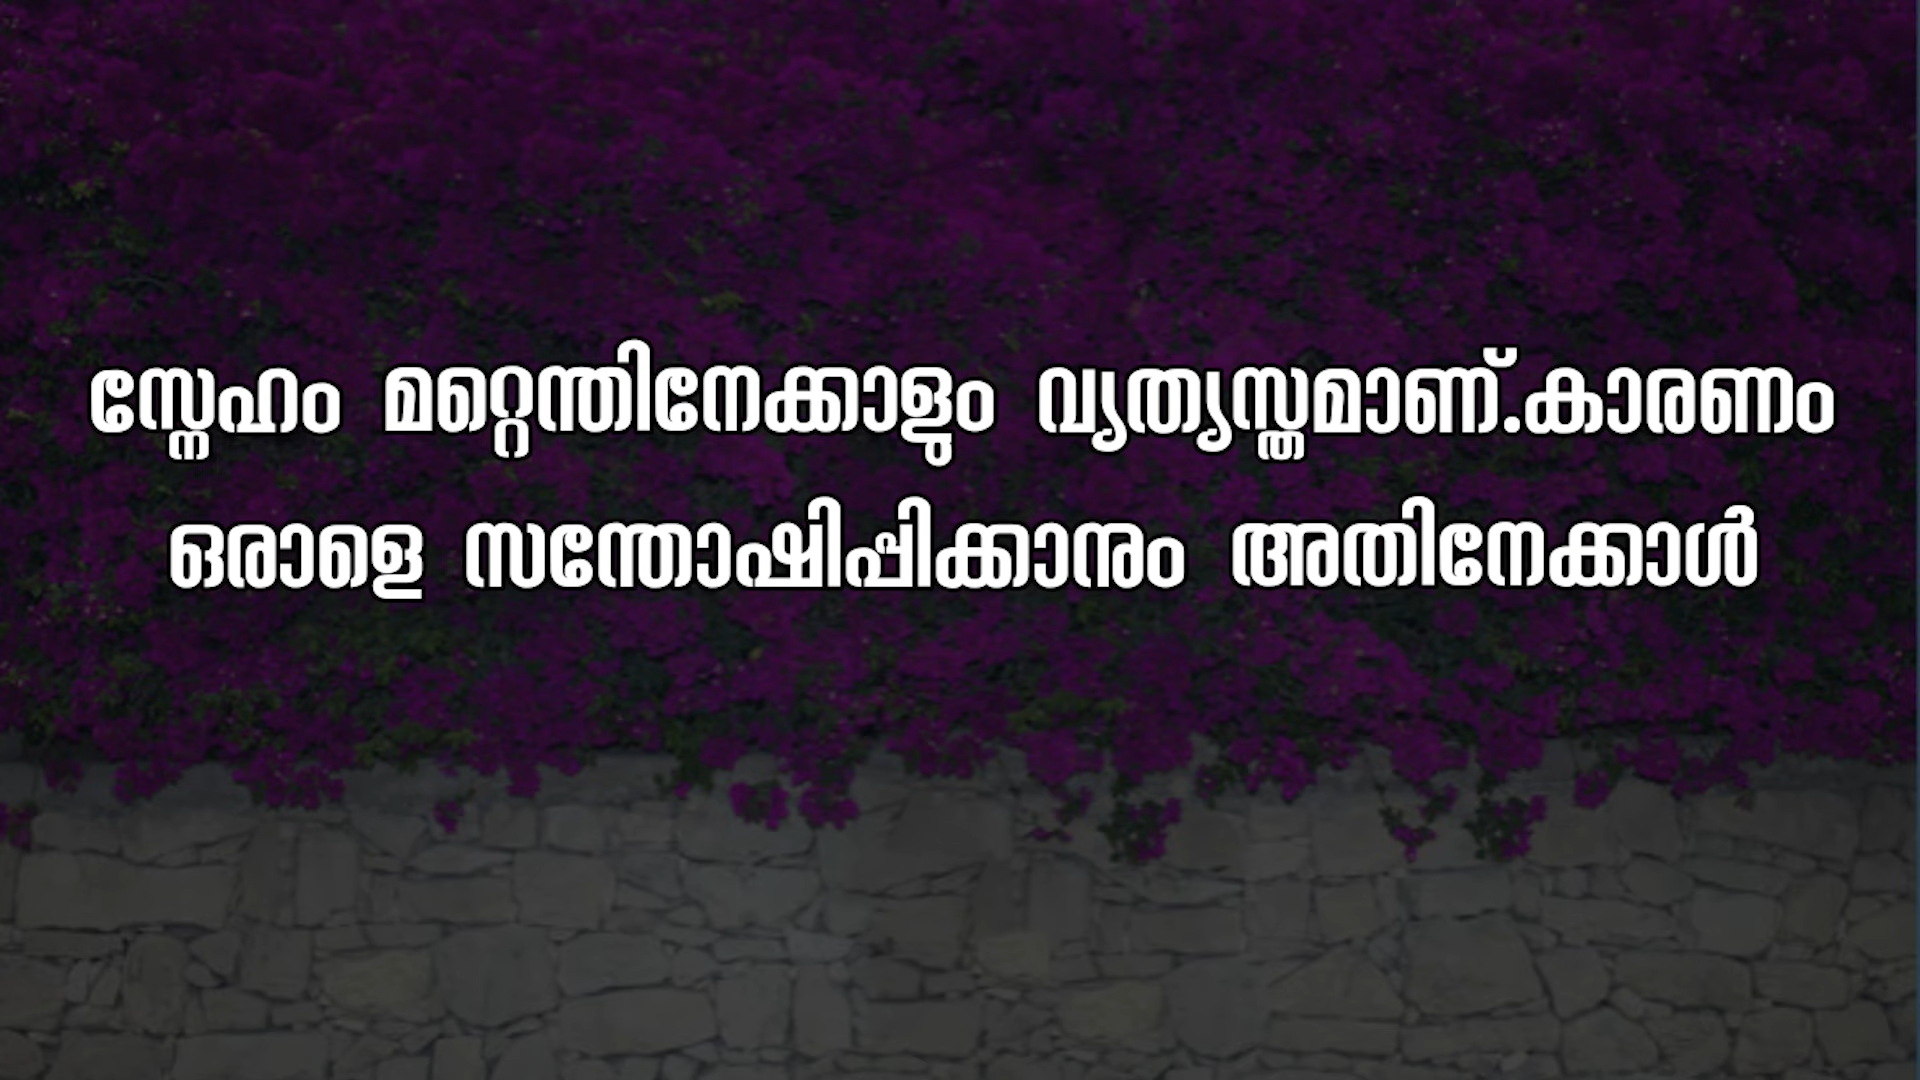 സ്നേഹം മറ്റെന്തിനേക്കാളും വ്യത്യസ്തമാണ്.കാരണം
ഒരാളെ സന്തോഷിപ്പിക്കാനും അതിനേക്കാൾ